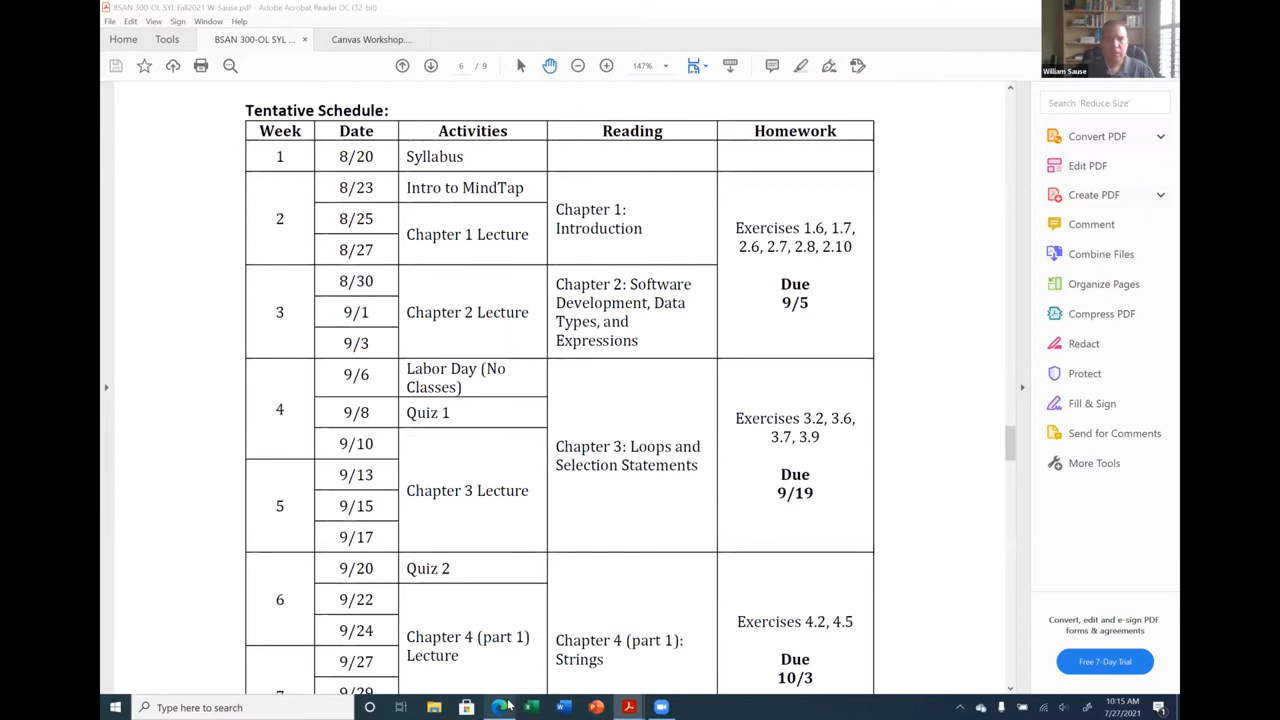 BSAN 300-OL SYL Fall2021 W-Sause.pdf - Adobe Acrobat Reader DC (32-bit)
File Edit View Sign Window Help
Home Tools BSAN 300-OL SYL ... × Canvas Workshop....
6 / 9 147%
William Sause
Tentative Schedule:
Week Date Activities Reading Homework
1 8/20 Syllabus
2
8/23 Intro to MindTap
8/25
8/27
Chapter 1 Lecture
Chapter 1:
Introduction
Exercises 1.6, 1.7,
2.6, 2.7, 2.8, 2.10
Due
9/5
3
8/30
9/1
9/3
Chapter 2 Lecture
Chapter 2: Software
Development, Data
Types, and
Expressions
4
9/6 Labor Day (No
Classes)
9/8 Quiz 1
9/10
5
9/13
9/15
9/17
Chapter 3 Lecture
Chapter 3: Loops and
Selection Statements
Exercises 3.2, 3.6,
3.7, 3.9
Due
9/19
6
9/20 Quiz 2
9/22
9/24
9/27
9/29
7
Chapter 4 (part 1)
Lecture
Chapter 4 (part 1):
Strings
Exercises 4.2, 4.5
Due
10/3
Search 'Reduce Size'
Convert PDF
Edit PDF
Create PDF
Comment
Combine Files
Organize Pages
Compress PDF
Redact
Protect
Fill & Sign
Send for Comments
More Tools
Convert, edit and e-sign PDF
forms & agreements
Free 7-Day Trial
Type here to search
10:15 AM
7/27/2021